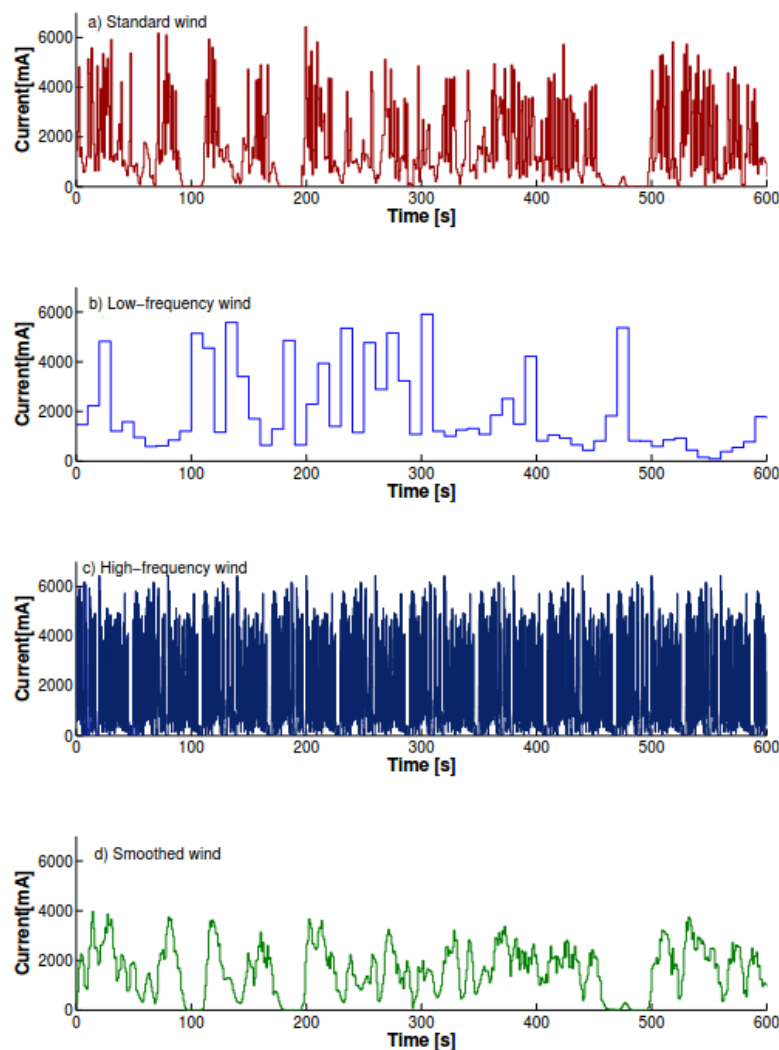 a) Standard wind
Current[mA]
6000
4000
2000
0
0 100 200 300 400 500 600
Time [s]
b) Low-frequency wind
Current[mA]
6000
4000
2000
0
0 100 200 300 400 500 600
Time [s]
c) High-frequency wind
Current[mA]
6000
4000
2000
0
0 100 200 300 400 500 600
Time [s]
d) Smoothed wind
Current[mA]
6000
4000
2000
0
0 100 200 300 400 500 600
Time [s]